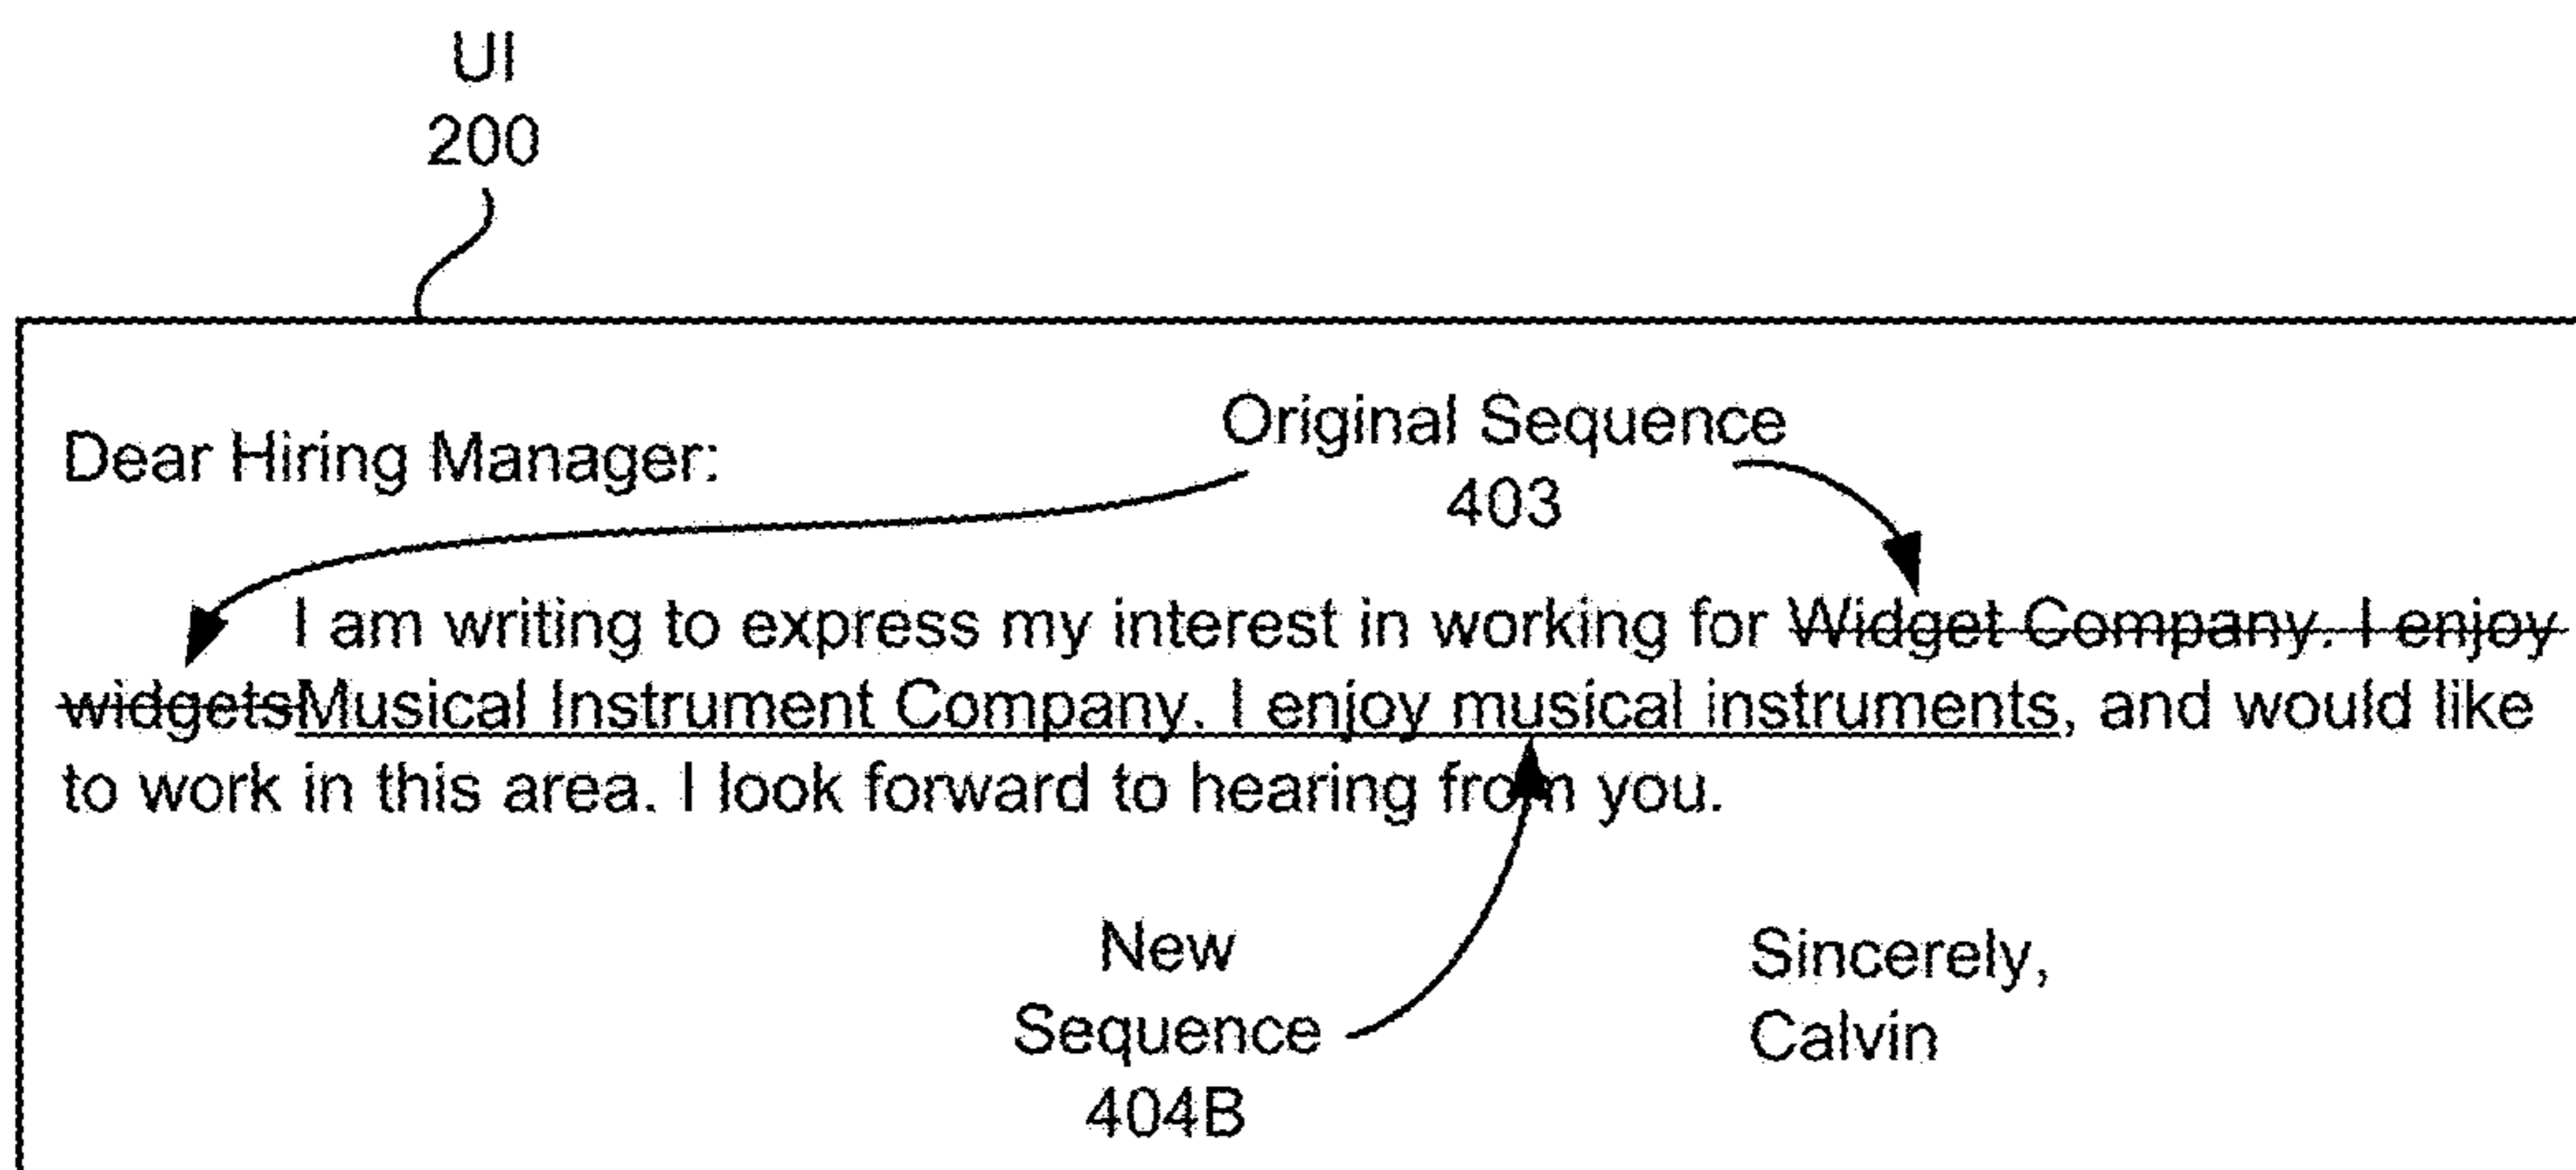 UI
200
Original Sequence
403
Dear Hiring Manager:
I am writing to express my interest in working for Widget Company. I enjoy
widgetsMusical Instrument Company. I enjoy musical instruments, and would like
to work in this area. I look forward to hearing from you.
New
Sequence
404B
Sincerely,
Calvin